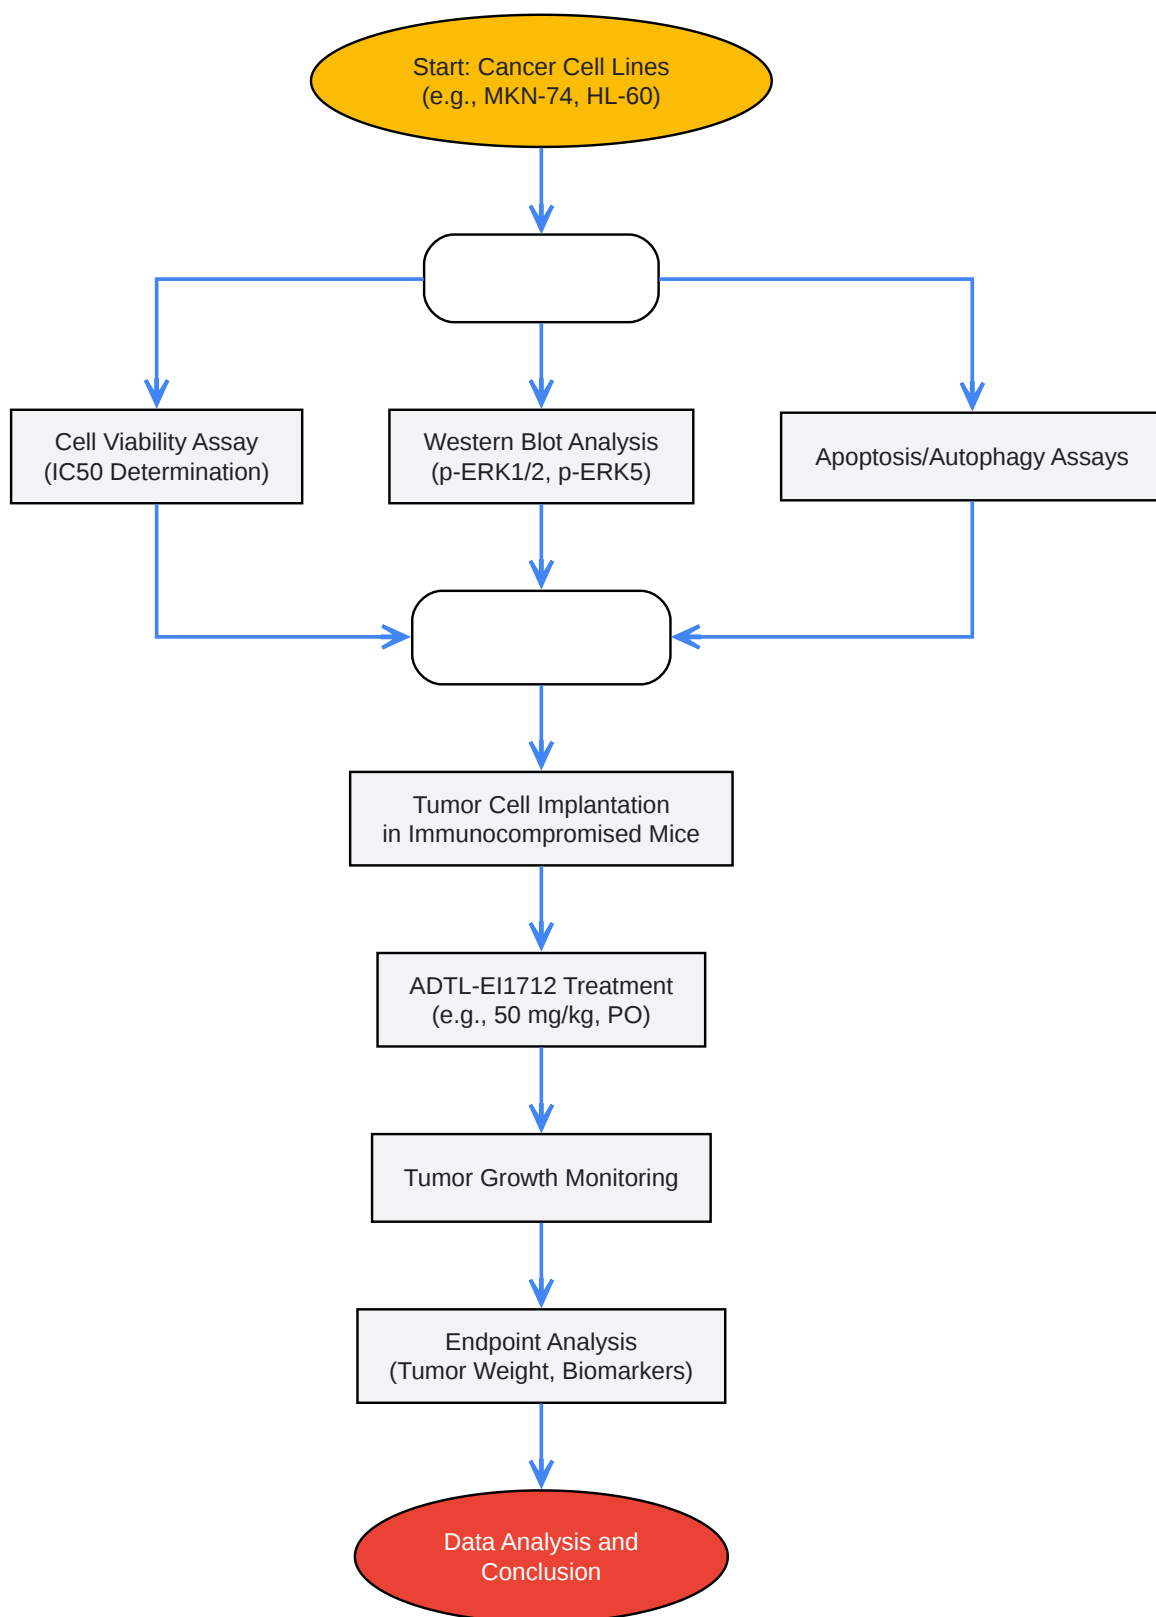 Start: Cancer Cell Lines
(e.g., MKN-74, HL-60)
Cell Viability Assay
(IC50 Determination)
Western Blot Analysis
(p-ERK1/2, p-ERK5)
Apoptosis/Autophagy Assays
Tumor Cell Implantation
in Immunocompromised Mice
ADTL-EI1712 Treatment
(e.g., 50 mg/kg, PO)
Tumor Growth Monitoring
Endpoint Analysis
(Tumor Weight, Biomarkers)
Data Analysis and
Conclusion